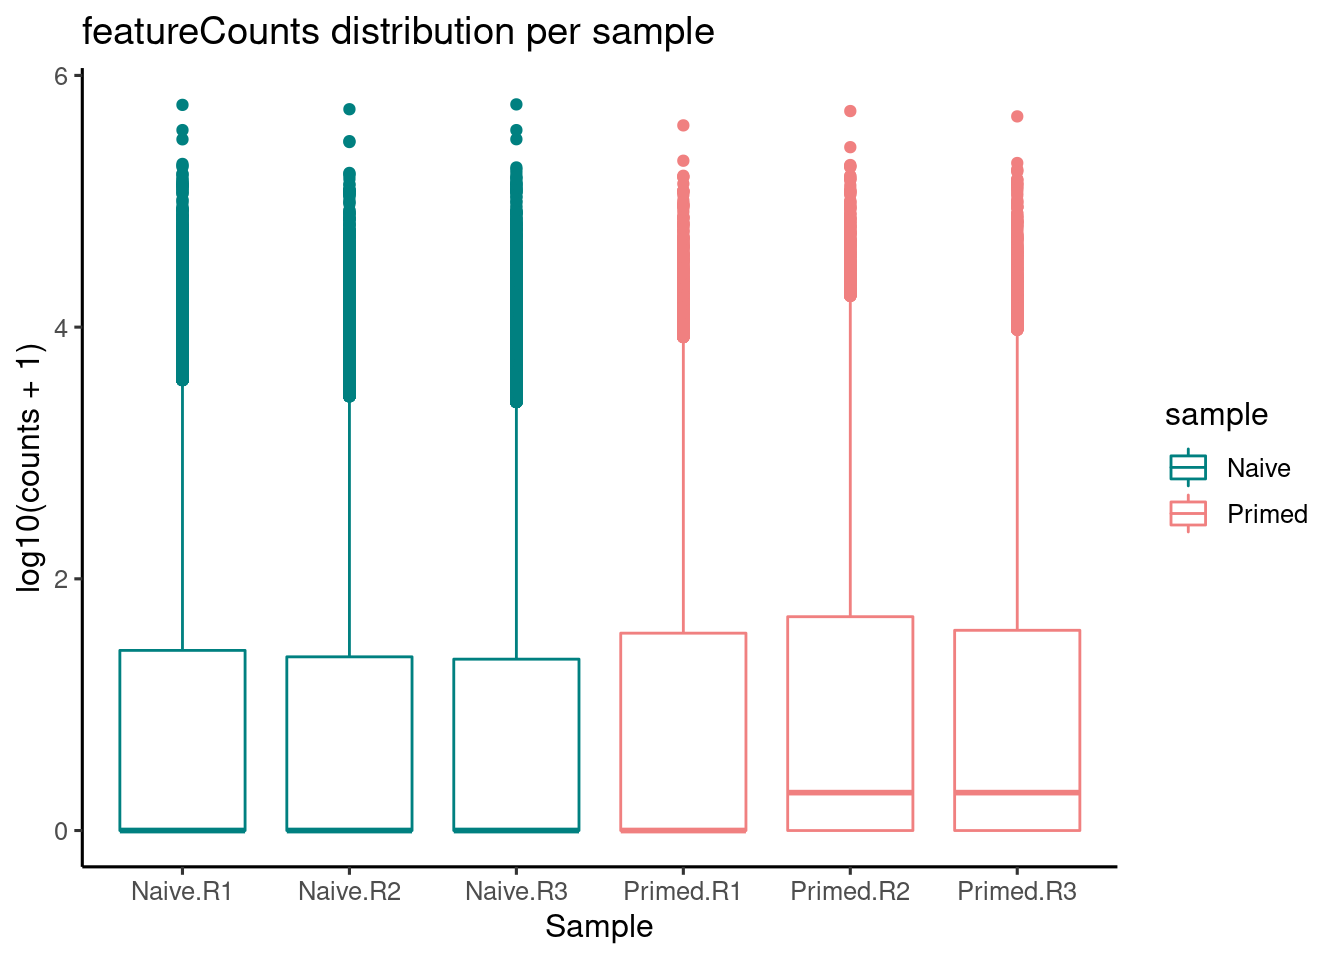 featureCounts distribution per sample
log10(counts + 1)
6
4
2
0
Naive.R1 Naive.R2 Naive.R3 Primed.R1 Primed.R2 Primed.R3
Sample
sample
Naive
Primed